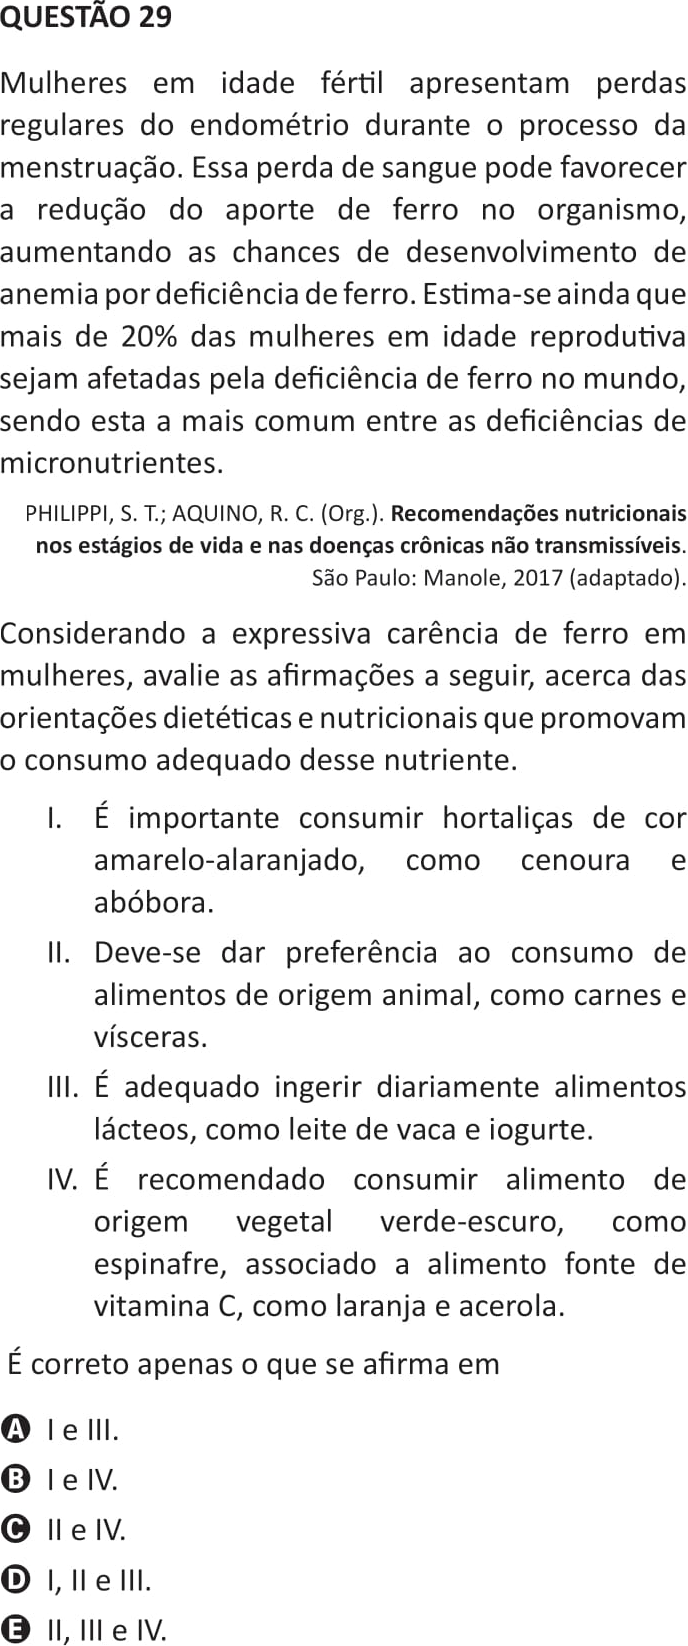 QUESTÃO 29
Mulheres em idade fértil apresentam perdas
regulares do endométrio durante o processo da
menstruação. Essa perda de sangue pode favorecer
a redução do aporte de ferro no organismo,
aumentando as chances de desenvolvimento de
anemia por deficiência de ferro. Estima-se ainda que
mais de 20% das mulheres em idade reprodutiva
sejam afetadas pela deficiência de ferro no mundo,
sendo esta a mais comum entre as deficiências de
micronutrientes.
PHILIPPI, S. T.; AQUINO, R. C. (Org.). Recomendações nutricionais
nos estágios de vida e nas doenças crônicas não transmissíveis.
São Paulo: Manole, 2017 (adaptado).
Considerando a expressiva carência de ferro em
mulheres, avalie as afirmações a seguir, acerca das
orientações dietéticas e nutricionais que promovam
o consumo adequado desse nutriente.
I. É importante consumir hortaliças de cor
amarelo-alaranjado, como cenoura e
abóbora.
II. Deve-se dar preferência ao consumo de
alimentos de origem animal, como carnes e
vísceras.
III. É adequado ingerir diariamente alimentos
lácteos, como leite de vaca e iogurte.
IV. É recomendado consumir alimento de
origem vegetal verde-escuro, como
espinafre, associado a alimento fonte de
vitamina C, como laranja e acerola.
É correto apenas o que se afirma em
A I e III.
B I e IV.
C II e IV.
D I, II e III.
E II, III e IV.